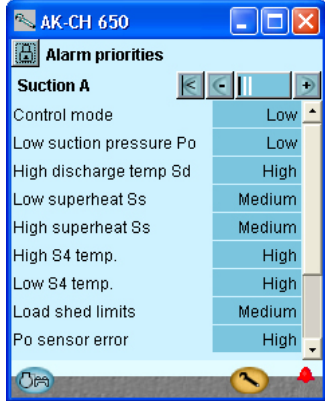 AK-CH 650
Alarm priorities
Suction A
Control mode Low
Low suction pressure Po Low
High discharge temp Sd High
Low superheat Ss Medium
High superheat Ss Medium
High S4 temp. High
Low S4 temp. High
Load shed limits Medium
Po sensor error High